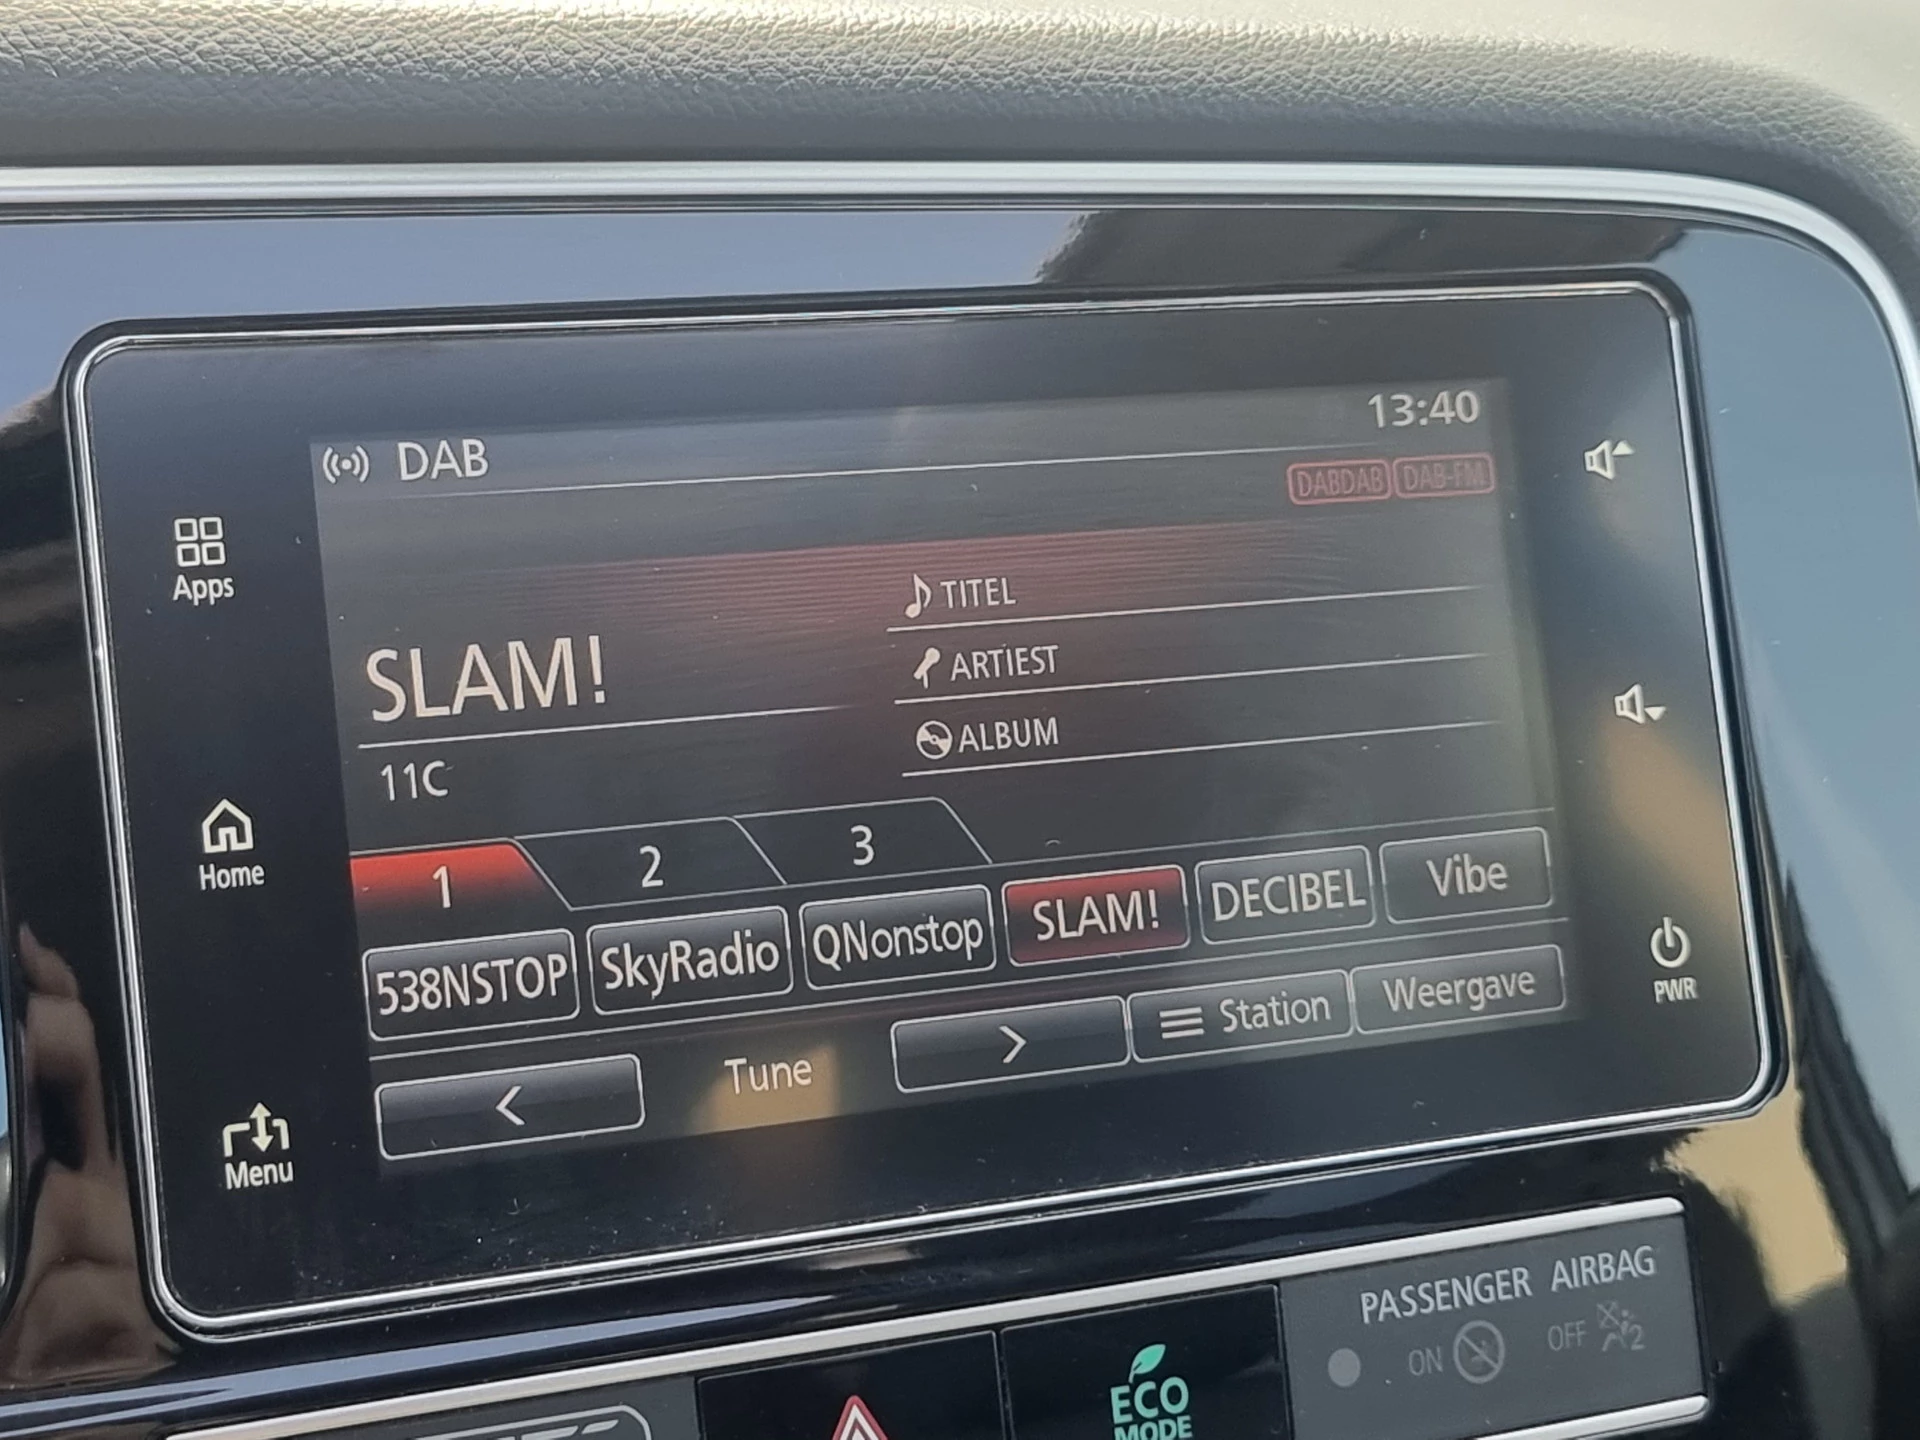 DAB
13:40
DABDAB DAB-FM
Apps
TITEL
SLAM!
ARTIEST
ALBUM
11C
Home
1 2 3
538NSTOP SkyRadio QNonstop SLAM! DECIBEL Vibe
< Tune > Station Weergave
PWR
Menu
PASSENGER AIRBAG
ON OFF 2
ECO
MODE